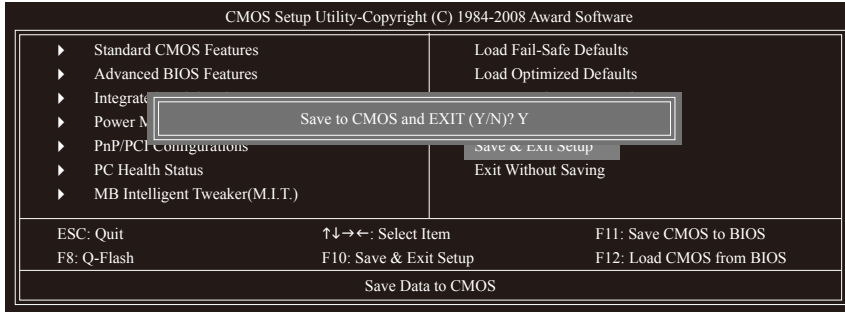 CMOS Setup Utility-Copyright (C) 1984-2008 Award Software
Standard CMOS Features
Advanced BIOS Features
Power M
PnP/PCI Configurations
PC Health Status
MB Intelligent Tweaker(M.I.T.)
Load Fail-Safe Defaults
Load Optimized Defaults
Save & Exit Setup
Exit Without Saving
Save to CMOS and EXIT (Y/N)? Y
ESC: Quit
↑↓→←: Select Item
F11: Save CMOS to BIOS
F8: Q-Flash
F10: Save & Exit Setup
F12: Load CMOS from BIOS
Save Data to CMOS